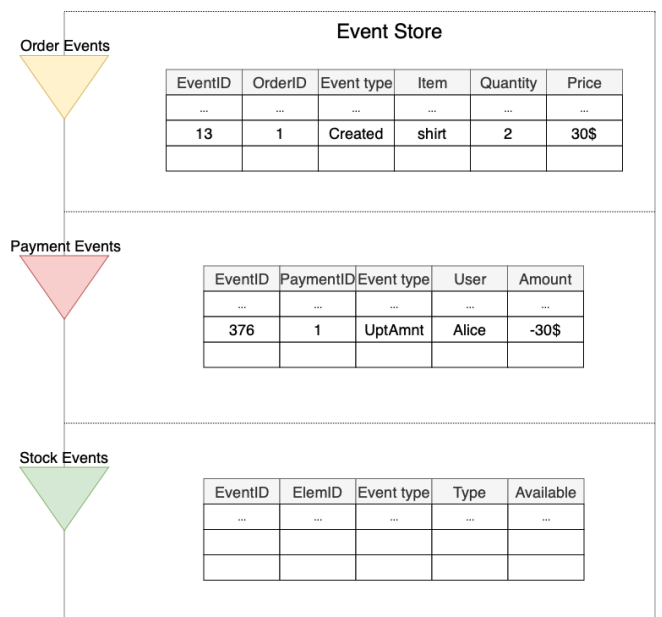 Event Store
Order Events
EventID OrderID Event type Item Quantity Price
... ... ... ... ... ...
13 1 Created shirt 2 30$
Payment Events
EventID PaymentID Event type User Amount
... ... ... ... ...
376 1 UptAmnt Alice -30$
Stock Events
EventID ElemID Event type Type Available
... ... ... ... ...